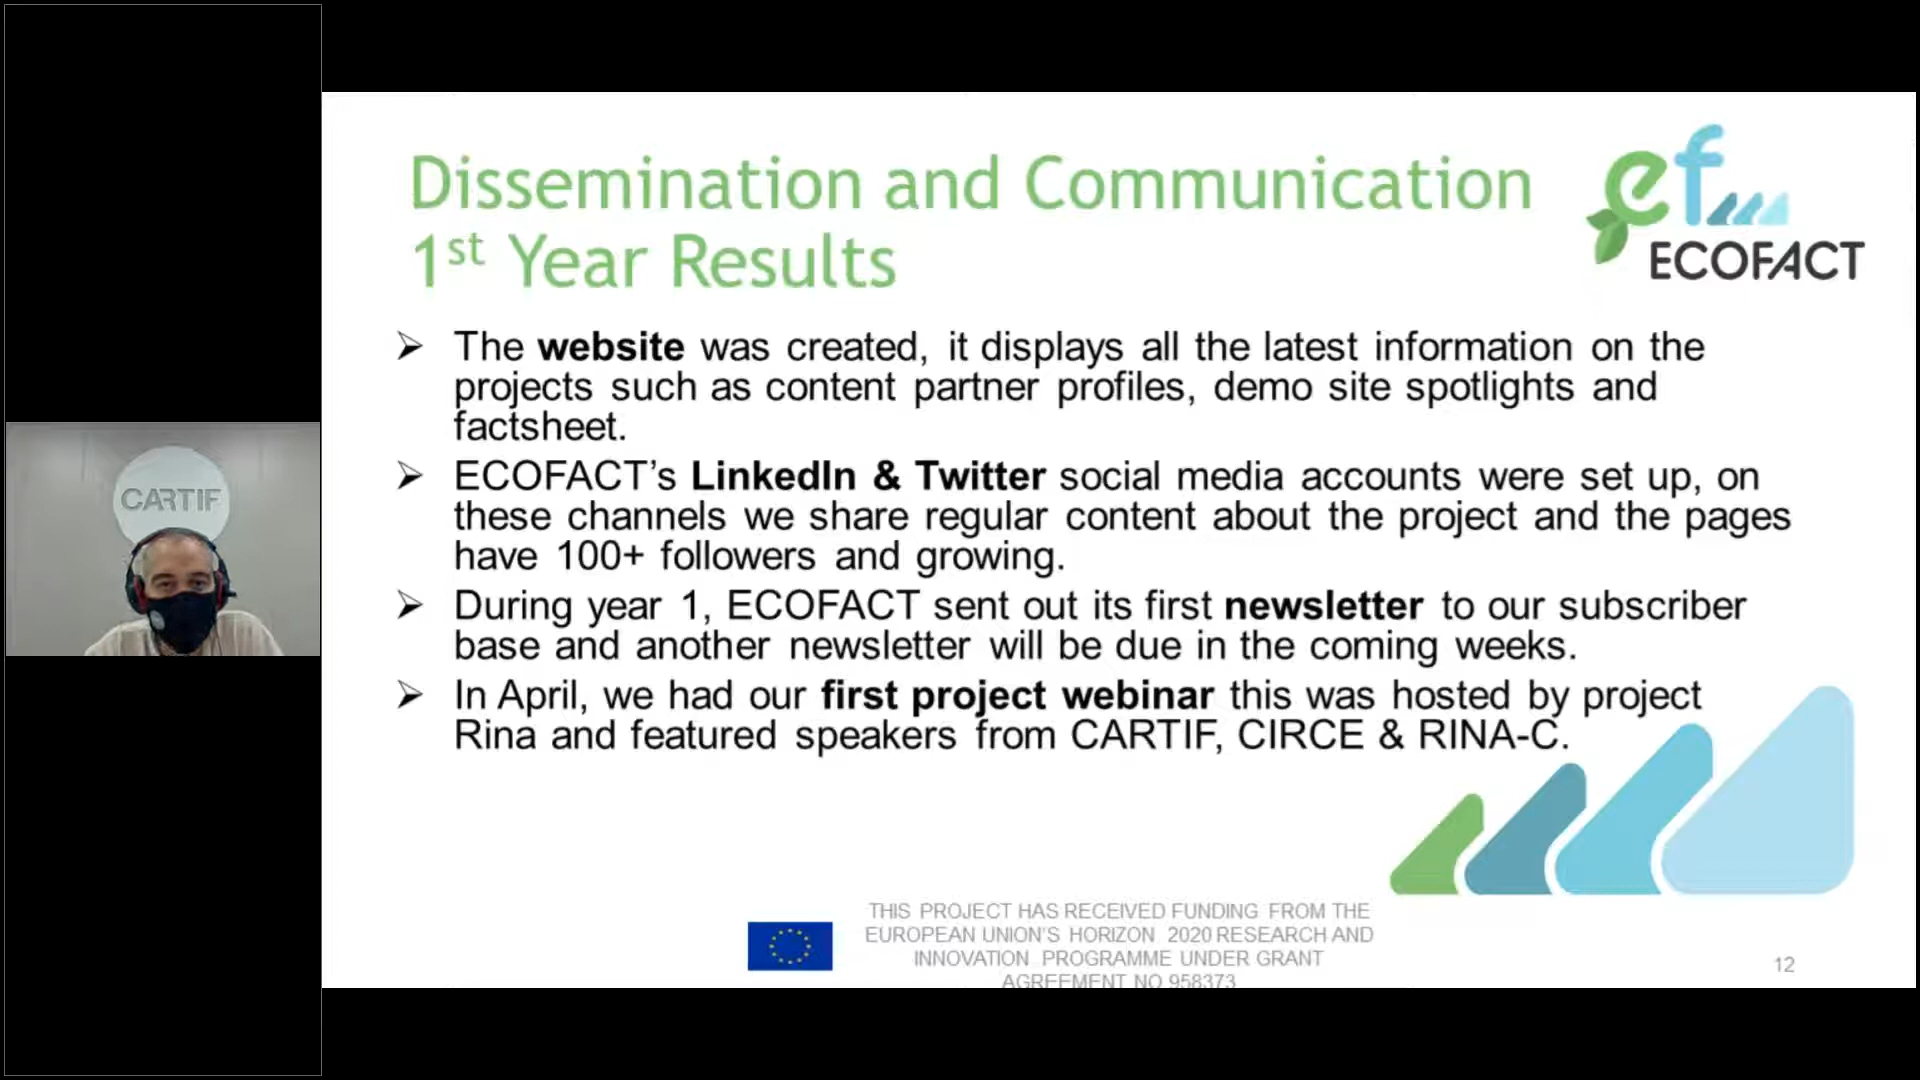 CARTIF
Dissemination and Communication
1st Year Results
ef
ECOFACT
➢ The website was created, it displays all the latest information on the
projects such as content partner profiles, demo site spotlights and
factsheet.
➢ ECOFACT’s LinkedIn & Twitter social media accounts were set up, on
these channels we share regular content about the project and the pages
have 100+ followers and growing.
➢ During year 1, ECOFACT sent out its first newsletter to our subscriber
base and another newsletter will be due in the coming weeks.
➢ In April, we had our first project webinar this was hosted by project
Rina and featured speakers from CARTIF, CIRCE & RINA-C.
THIS PROJECT HAS RECEIVED FUNDING FROM THE
EUROPEAN UNION’S HORIZON 2020 RESEARCH AND
INNOVATION PROGRAMME UNDER GRANT
AGREEMENT NO 958373
12